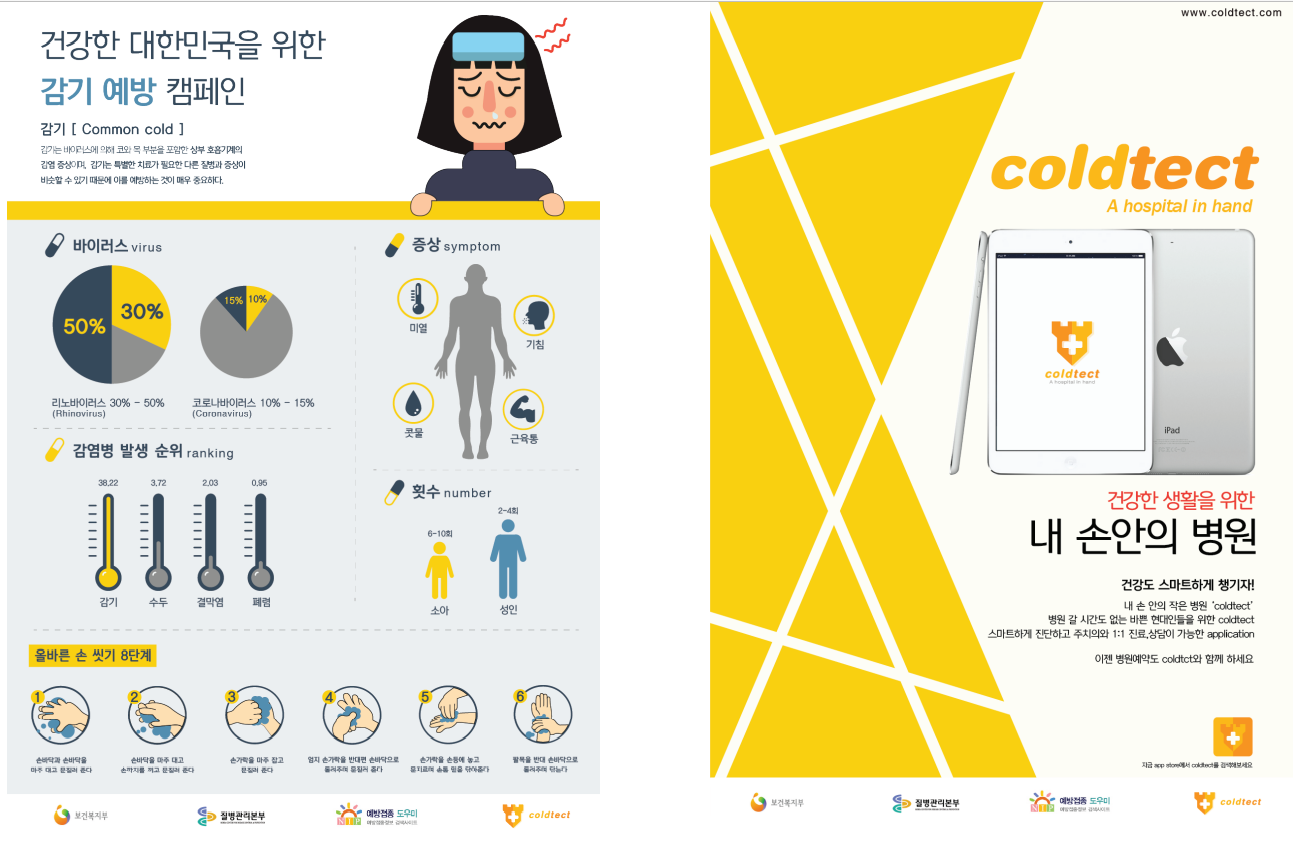 건강한 대한민국을 위한
감기 예방 캠페인
감기 [ Common cold ]
감기는 바이러스에 의해 코와 목 부분을 포함한 상부 호흡기계의
감염 증상이며, 감기는 특별한 치료가 필요한 다른 질병과 증상이
비슷할 수 있기 때문에 이를 예방하는 것이 매우 중요하다.
바이러스 virus
50%
30%
15%
10%
리노바이러스 30% - 50%
(Rhinovirus)
코로나바이러스 10% - 15%
(Coronavirus)
증상 symptom
미열
기침
콧물
근육통
감염병 발생 순위 ranking
38.22
3.72
2.03
0.95
감기
수두
결막염
폐렴
횟수 number
6-10회
2-4회
소아
성인
올바른 손 씻기 8단계
1
2
3
4
5
6
손바닥과 손바닥을
마주 대고 문질러 준다
손바닥을 마주 대고
손깍지를 끼고 문질러 준다
손가락을 마주 잡고
문질러 준다
엄지 손가락을 반대편 손바닥으로
돌려주며 문질러 준다
손가락을 손등에 놓고
팔목을 반대 손바닥으로
돌려주며 닦는다
보건복지부
질병관리본부
NIP
예방접종 도우미
예방접종정보 검색사이트
coldtect
www.coldtect.com
coldtect
A hospital in hand
coldtect
A hospital in hand
iPad
건강한 생활을 위한
내 손안의 병원
건강도 스마트하게 챙기자!
내 손 안의 작은 병원 'coldtect'
병원 갈 시간도 없는 바쁜 현대인들을 위한 coldtect
스마트하게 진단하고 주치의와 1:1 진료,상담이 가능한 application
이젠 병원예약도 coldtct와 함께 하세요
지금 app store에서 coldtect를 검색해보세요
보건복지부
질병관리본부
NIP
예방접종 도우미
예방접종정보 검색사이트
coldtect